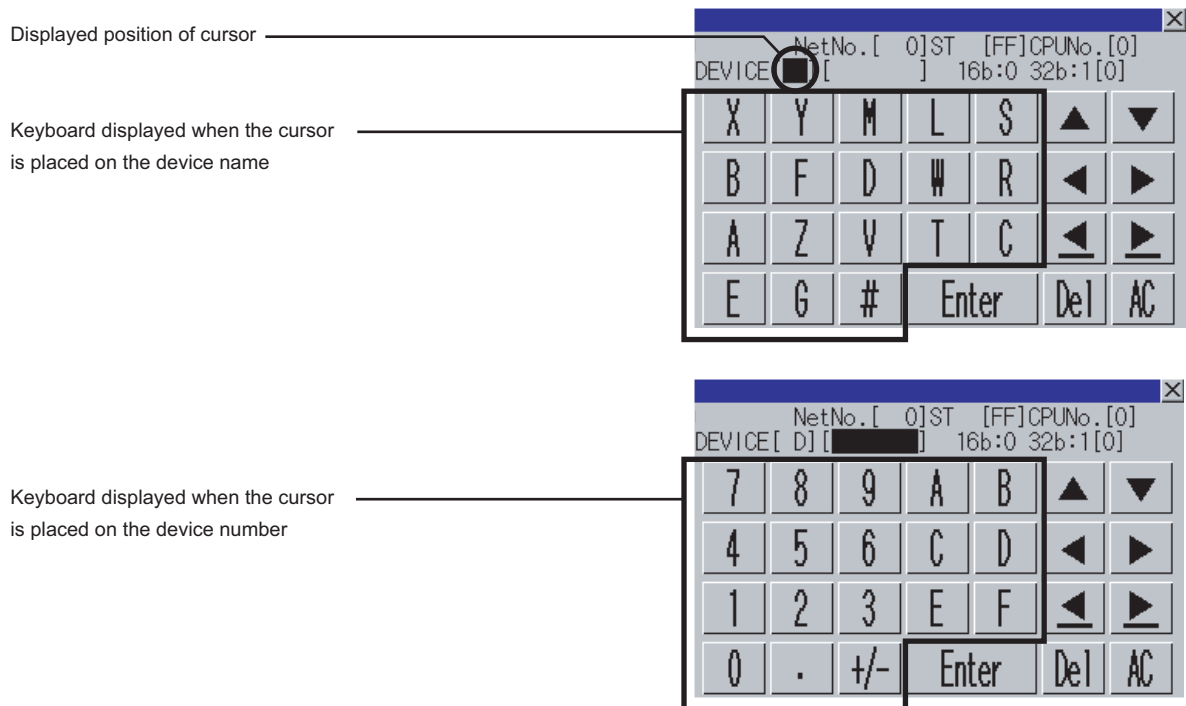 Displayed position of cursor
NetNo.[ 0]ST [FF]CPUNo.[0]
DEVICE [ ] 16b:0 32b:1[0]
Keyboard displayed when the cursor
is placed on the device name
X Y M L S ▲ ▼
B F D W R ◀ ▶
A Z V T C ◀ ▶
E G # Enter Del AC
NetNo.[ 0]ST [FF]CPUNo.[0]
DEVICE[ D][ ] 16b:0 32b:1[0]
Keyboard displayed when the cursor
is placed on the device number
7 8 9 A B ▲ ▼
4 5 6 C D ◀ ▶
1 2 3 E F ◀ ▶
0 . +/- Enter Del AC